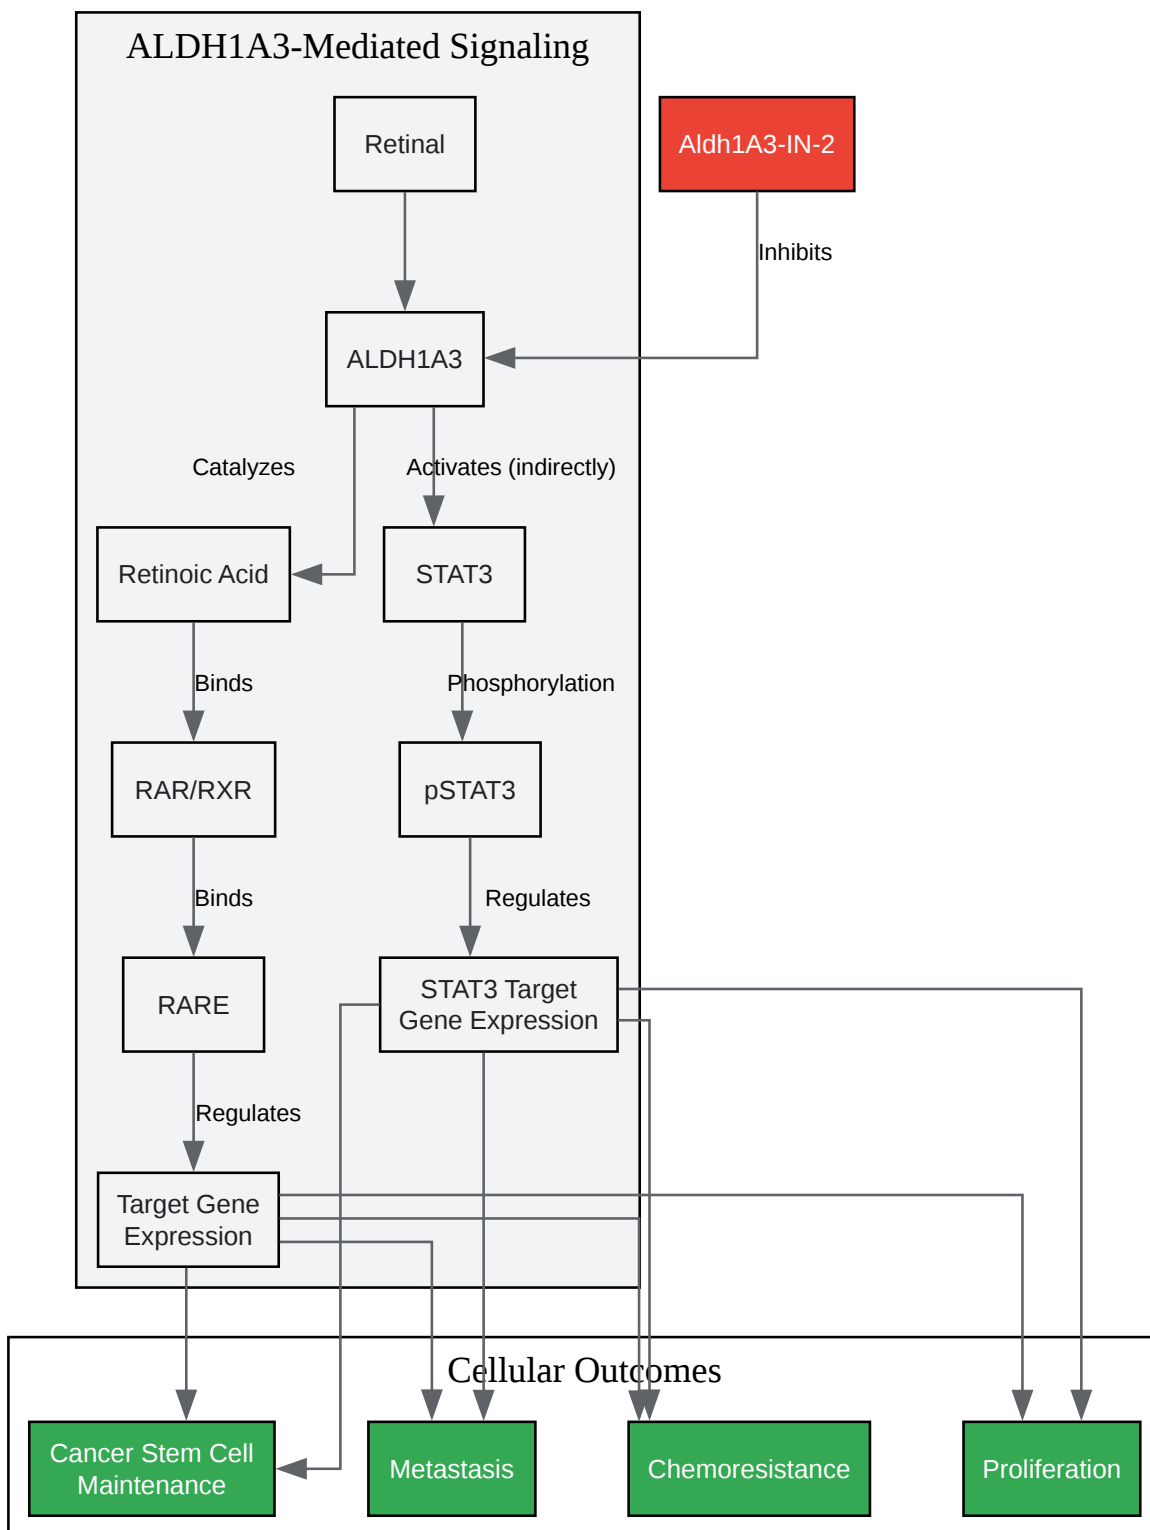 ALDH1A3-Mediated Signaling
Retinal
Aldh1A3-IN-2
Inhibits
ALDH1A3
Catalyzes
Activates (indirectly)
Retinoic Acid
STAT3
Binds
Phosphorylation
RAR/RXR
pSTAT3
Binds
Regulates
RARE
STAT3 Target
Gene Expression
Regulates
Target Gene
Expression
Cellular Outcomes
Cancer Stem Cell
Maintenance
Metastasis
Chemoresistance
Proliferation